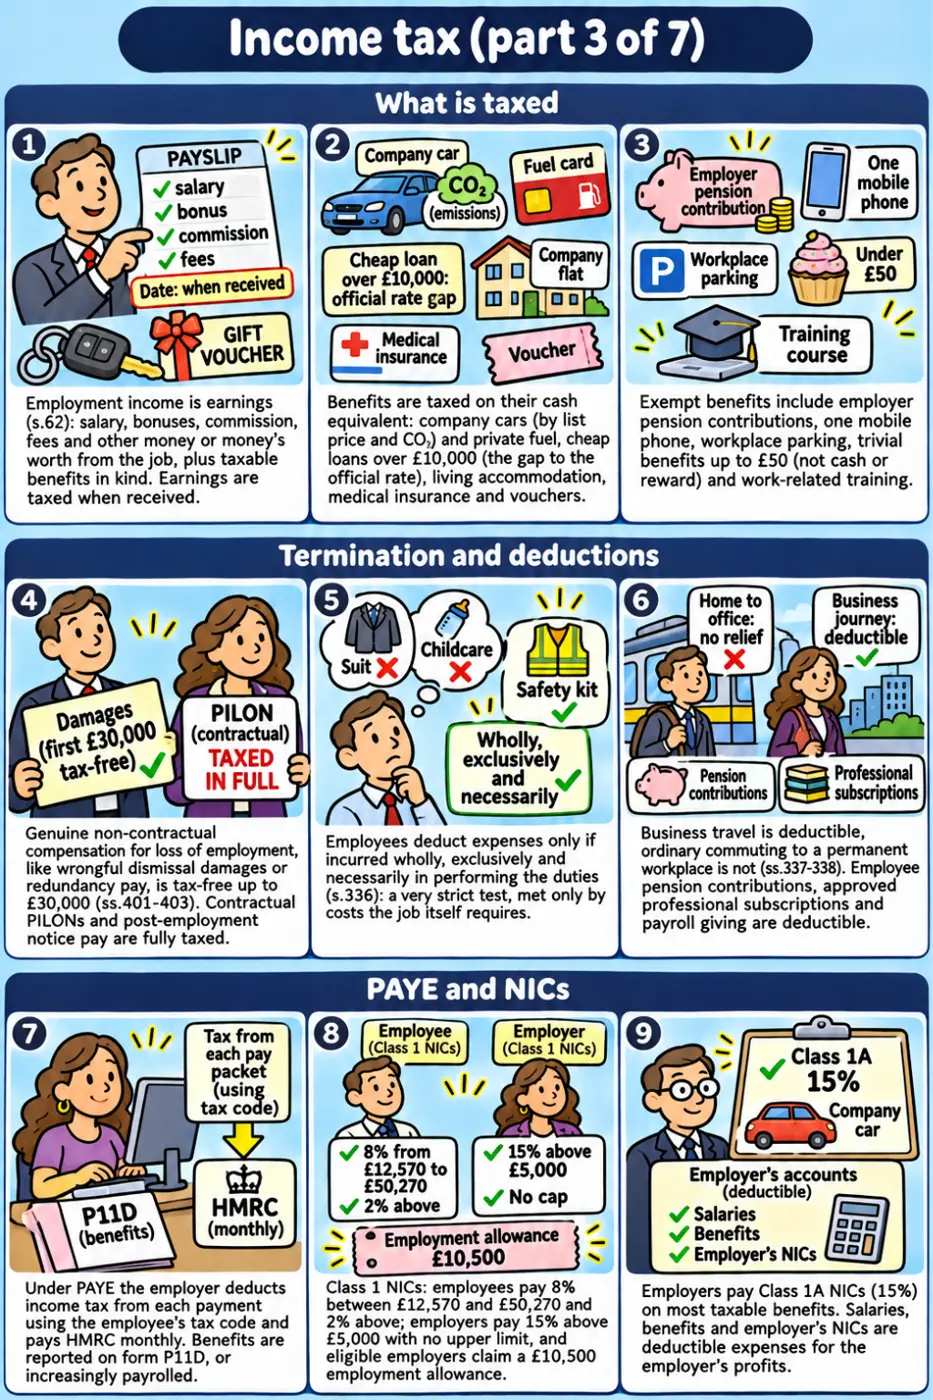 Income tax (part 3 of 7)
What is taxed
1
PAYSLIP
✓ salary
✓ bonus
✓ commission
✓ fees
Date: when received
GIFT
VOUCHER
Employment income is earnings
(s.62): salary, bonuses, commission,
fees and other money or money's
worth from the job, plus taxable
benefits in kind. Earnings are
taxed when received.
2
Company car
CO₂
(emissions)
Fuel card
Cheap loan
over £10,000:
official rate gap
Company
flat
Medical
insurance
Voucher
Benefits are taxed on their cash
equivalent: company cars (by list
price and CO₂) and private fuel, cheap
loans over £10,000 (the gap to the
official rate), living accommodation,
medical insurance and vouchers.
3
Employer
pension
contribution
One
mobile
phone
P
Workplace
parking
Under
£50
Training
course
Exempt benefits include employer
pension contributions, one mobile
phone, workplace parking, trivial
benefits up to £50 (not cash or
reward) and work-related training.
Termination and deductions
4
Damages
(first £30,000
tax-free) ✓
PILON
(contractual)
TAXED
IN FULL
Genuine non-contractual
compensation for loss of employment,
like wrongful dismissal damages or
redundancy pay, is tax-free up to
£30,000 (ss.401-403). Contractual
PILONs and post-employment
notice pay are fully taxed.
5
Suit ✗
Childcare
✗
Safety kit
✓
Wholly,
exclusively
and
necessarily ✓
Employees deduct expenses only if
incurred wholly, exclusively and
necessarily in performing the duties
(s.336): a very strict test, met only by
costs the job itself requires.
6
Home to
office:
no relief
✗
Business
journey:
deductible
✓
Pension
contributions
Professional
subscriptions
Business travel is deductible,
ordinary commuting to a permanent
workplace is not (ss.337-338). Employee
pension contributions, approved
professional subscriptions and
payroll giving are deductible.
PAYE and NICs
7
Tax from
each pay
packet
(using
tax code)
P11D
(benefits)
HMRC
(monthly)
Under PAYE the employer deducts
income tax from each payment
using the employee's tax code and
pays HMRC monthly. Benefits are
reported on form P11D, or
increasingly payrolled.
8
Employee
(Class 1 NICs)
Employer
(Class 1 NICs)
✓ 8% from
£12,570 to
£50,270
✓ 2% above
✓ 15% above
£5,000
✓ No cap
Employment allowance
£10,500
Class 1 NICs: employees pay 8%
between £12,570 and £50,270 and
2% above; employers pay 15% above
£5,000 with no upper limit, and
eligible employers claim a £10,500
employment allowance.
9
✓ Class 1A
15%
Company
car
Employer's accounts
(deductible)
✓ Salaries
✓ Benefits
✓ Employer's NICs
Employers pay Class 1A NICs (15%)
on most taxable benefits. Salaries,
benefits and employer's NICs are
deductible expenses for the
employer's profits.